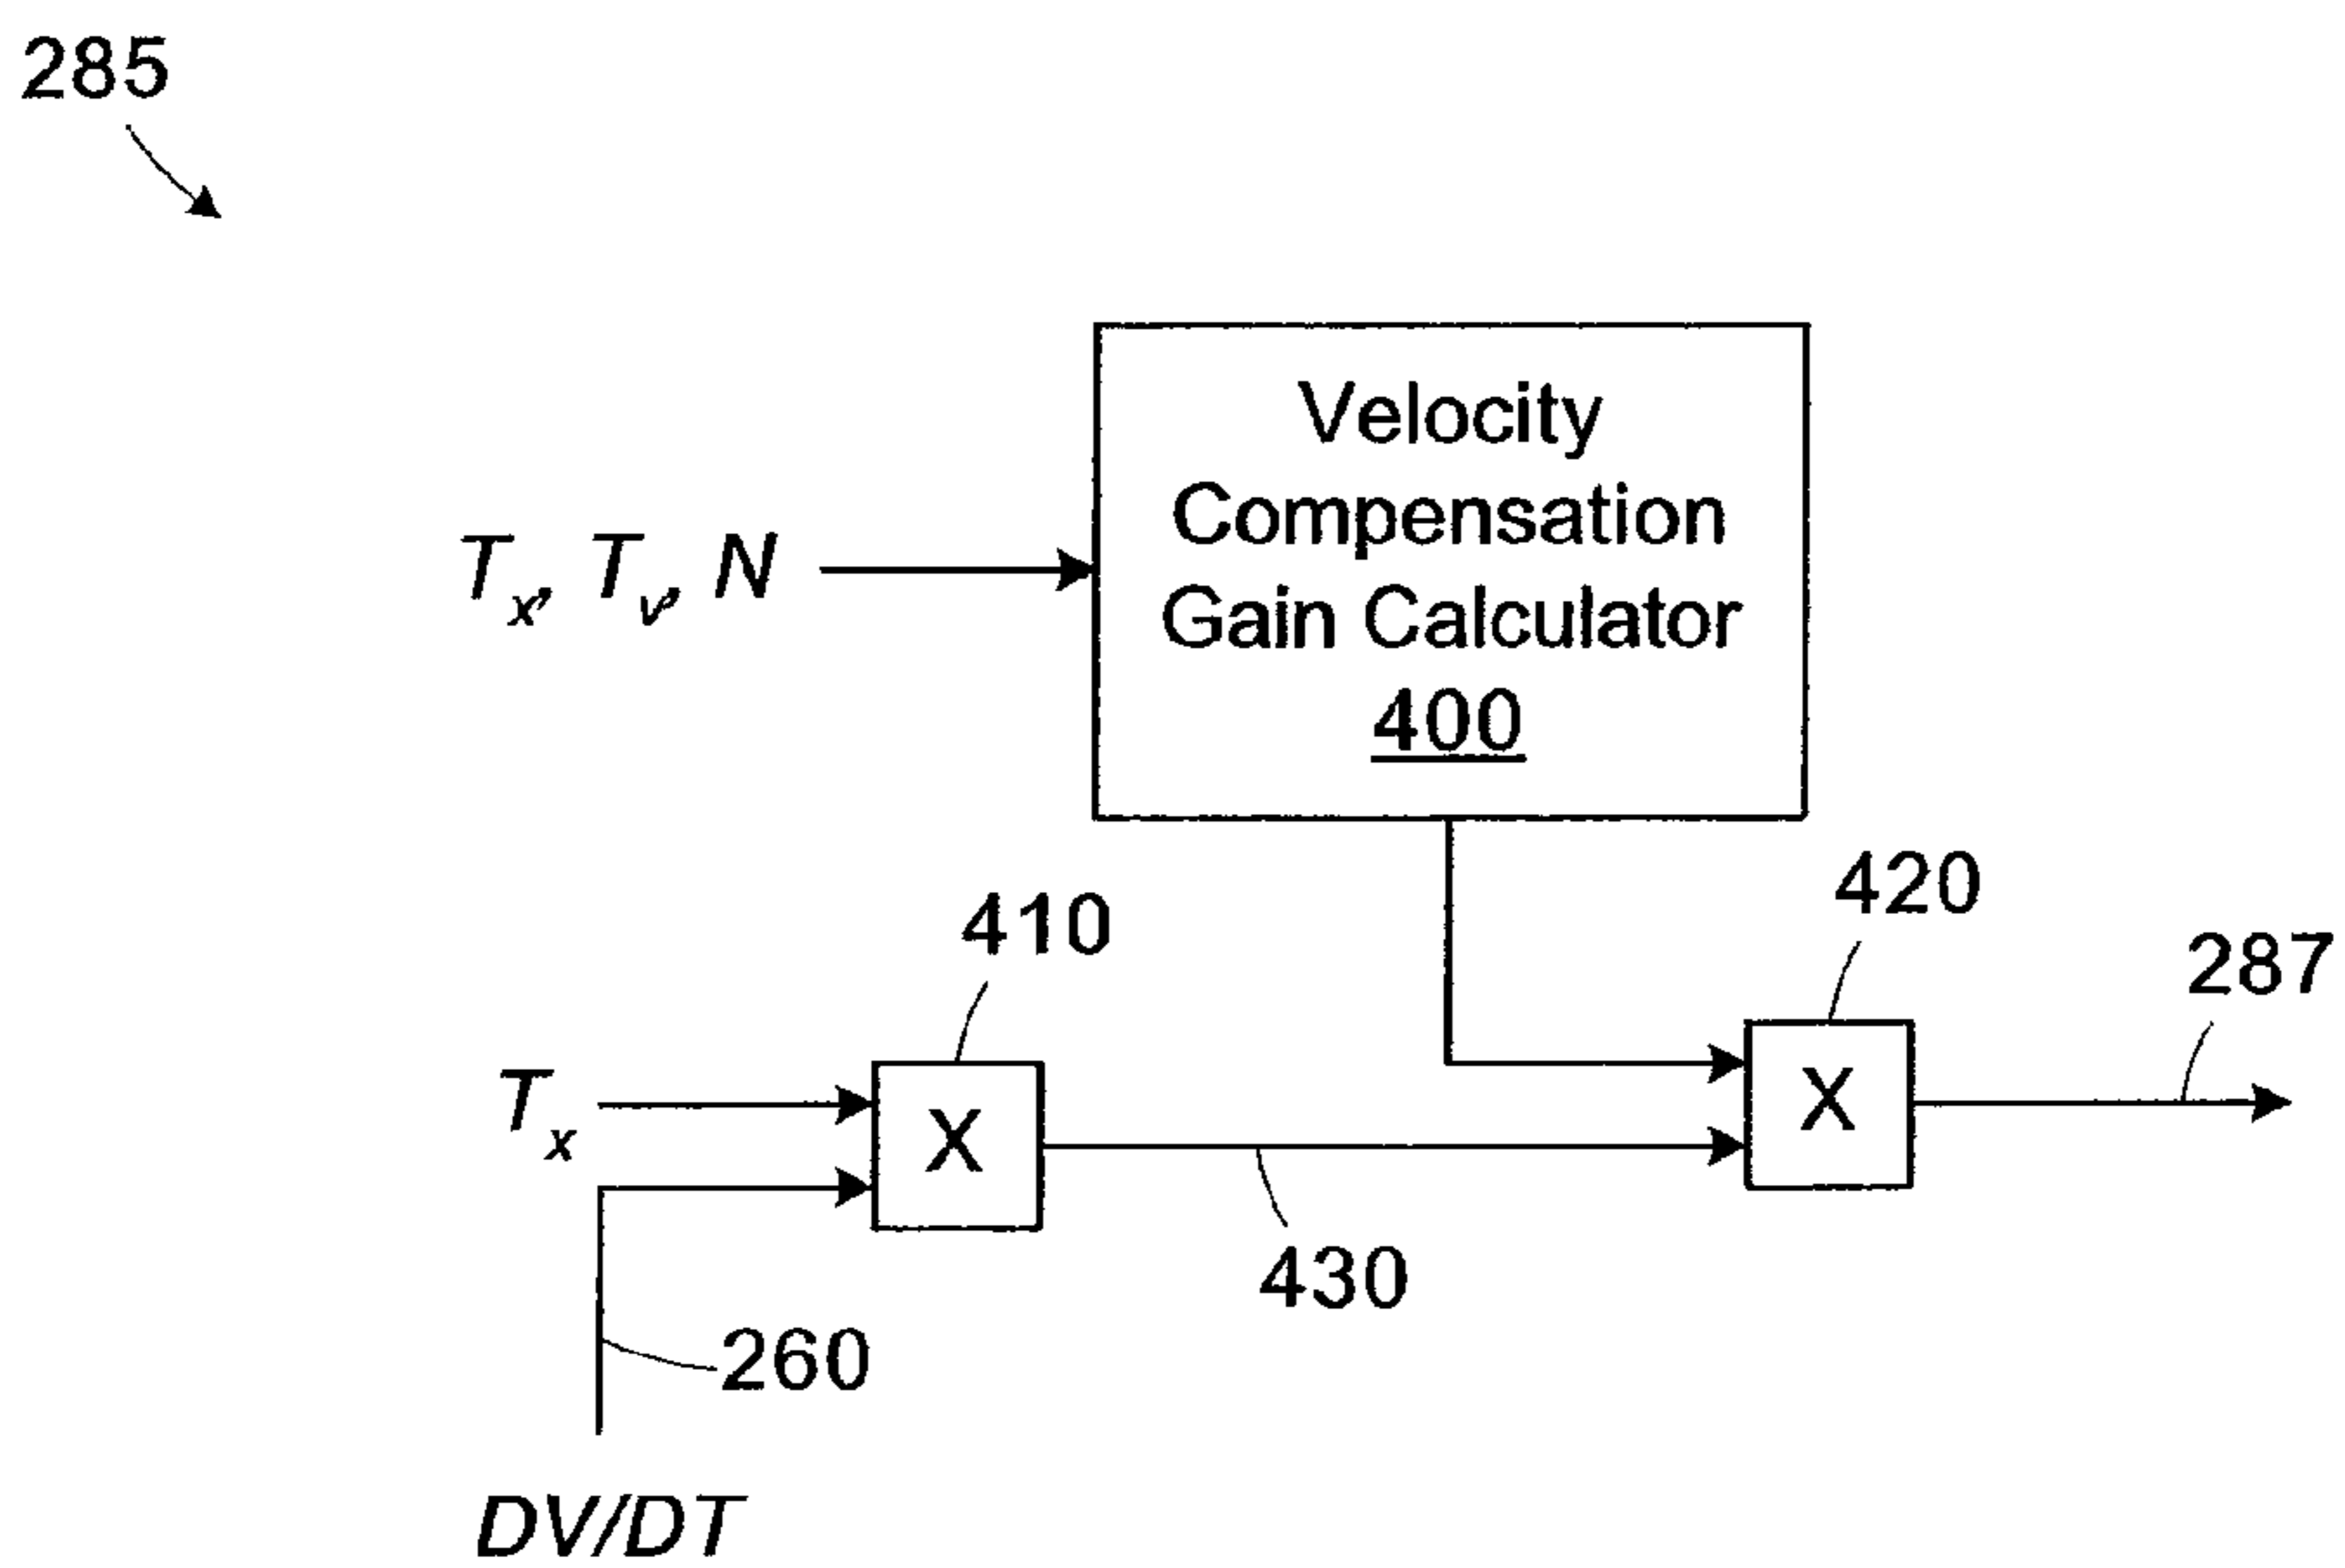 285
Velocity
Compensation
Gain Calculator
400
Tx, Tv, N
410
420
287
Tx
X
X
430
260
DV/DT